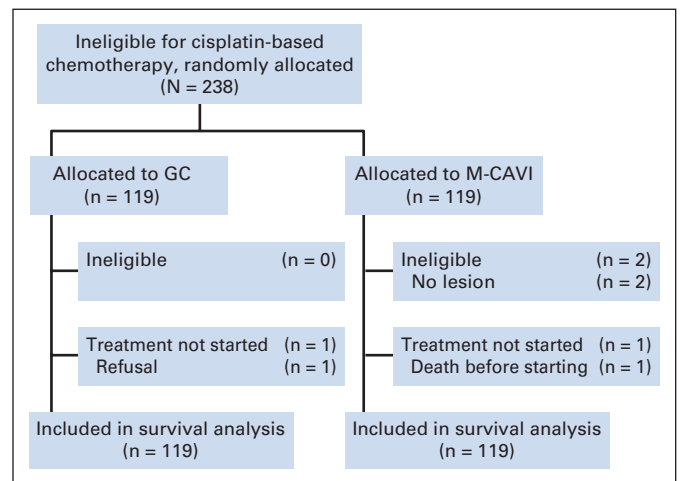 Ineligible for cisplatin-based
chemotherapy, randomly allocated
(N = 238)
Allocated to GC
(n = 119)
Allocated to M-CAVI
(n = 119)
Ineligible (n = 0)
Ineligible (n = 2)
No lesion (n = 2)
Treatment not started (n = 1)
Refusal (n = 1)
Treatment not started (n = 1)
Death before starting (n = 1)
Included in survival analysis
(n = 119)
Included in survival analysis
(n = 119)